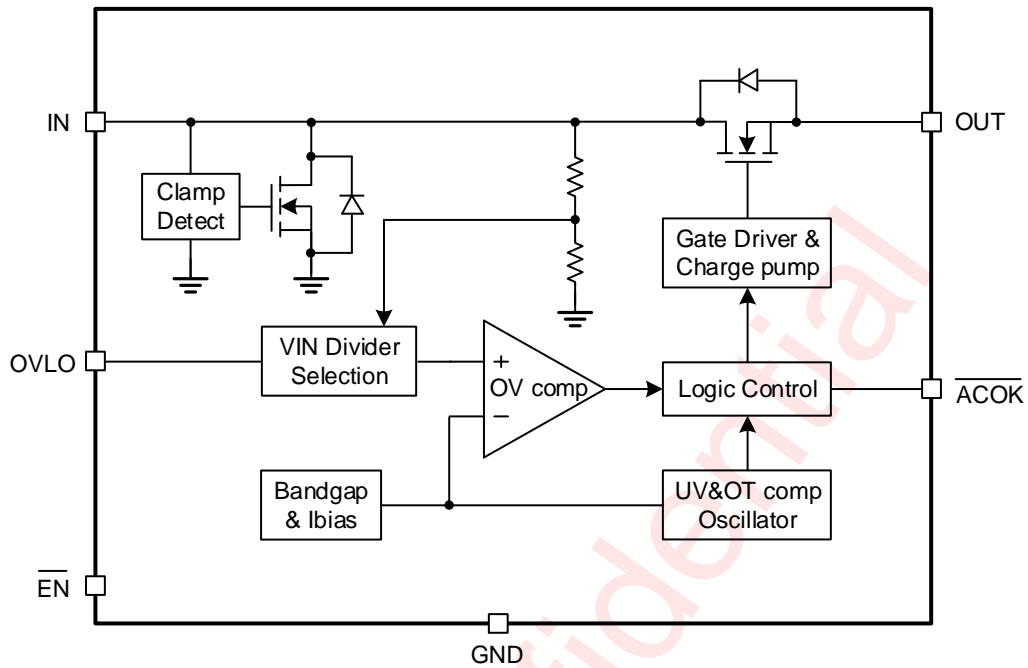 IN
OUT
Clamp
Detect
Gate Driver &
Charge pump
OVLO
VIN Divider
Selection
+
OV comp
−
Logic Control
ACOK
Bandgap
& Ibias
UV&OT comp
Oscillator
EN
GND
fidential